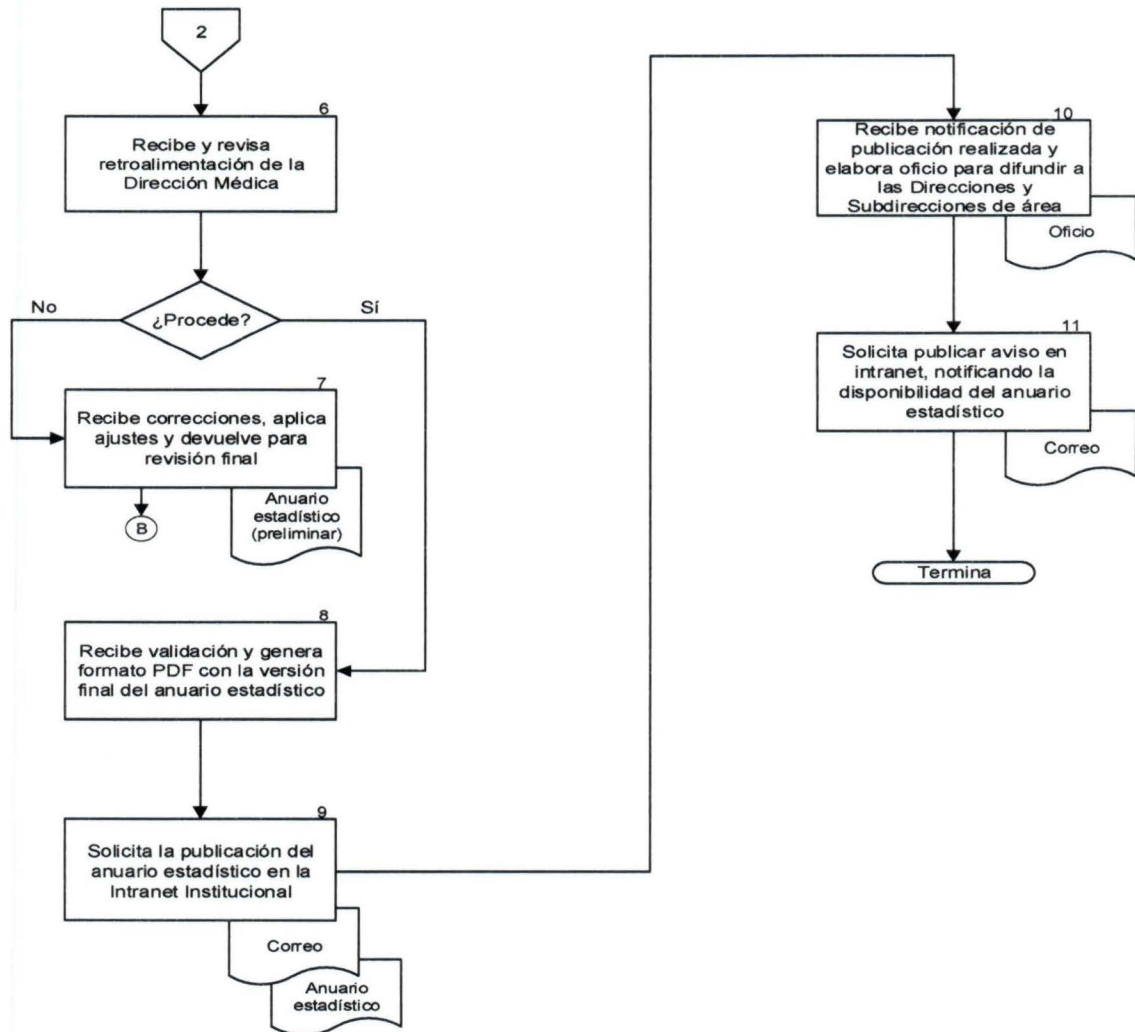 2
6
Recibe y revisa
retroalimentación de la
Dirección Médica
¿Procede?
No
Sí
7
Recibe correcciones, aplica
ajustes y devuelve para
revisión final
Anuario
estadístico
(preliminar)
B
8
Recibe validación y genera
formato PDF con la versión
final del anuario estadístico
9
Solicita la publicación del
anuario estadístico en la
Intranet Institucional
Correo
Anuario
estadístico
10
Recibe notificación de
publicación realizada y
elabora oficio para difundir a
las Direcciones y
Subdirecciones de área
Oficio
11
Solicita publicar aviso en
intranet, notificando la
disponibilidad del anuario
estadístico
Correo
Termina